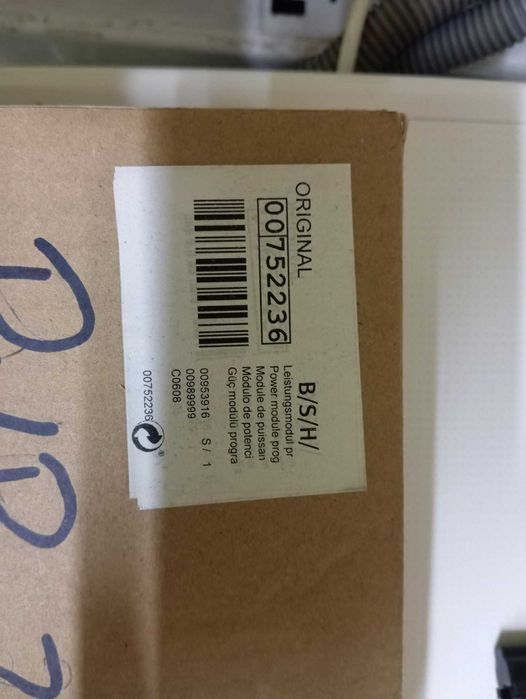 ORIGINAL
00752236
B/S/H/
Leistungsmodul pr
Power module prog
Module de puissan
Módulo de potenci
Güç modülü progra
00953916 S / 1
00989999
C0608
00752236